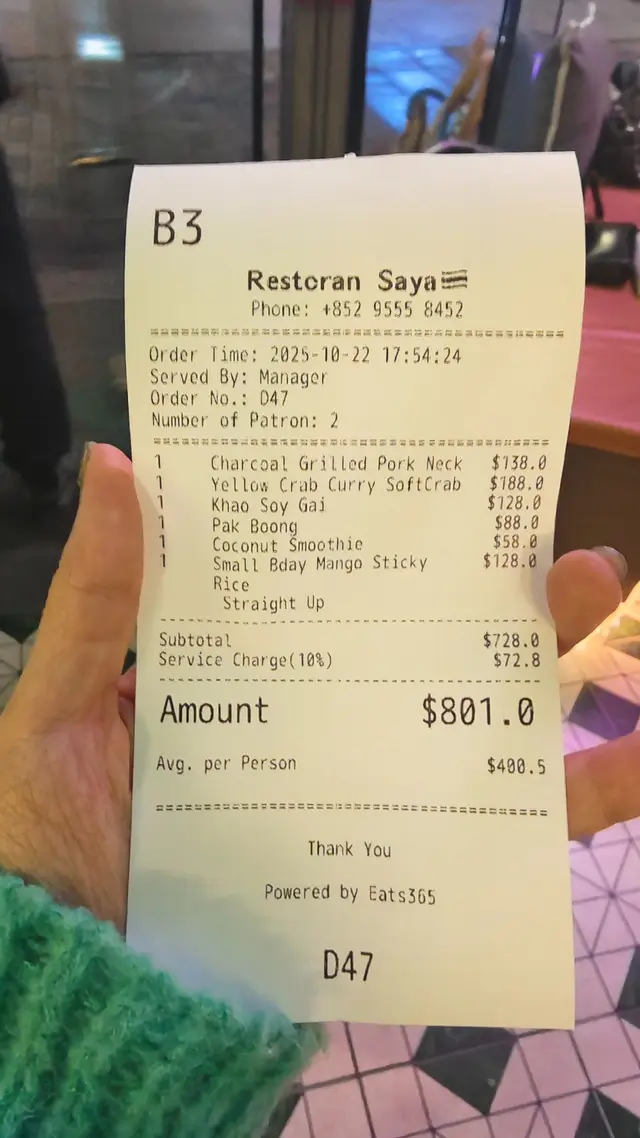 B3
Restoran Saya
Phone: +852 9555 8452
Order Time: 2025-10-22 17:54:24
Served By: Manager
Order No.: D47
Number of Patron: 2
1 Charcoal Grilled Pork Neck $138.0
1 Yellow Crab Curry SoftCrab $188.0
1 Khao Soy Gai $128.0
1 Pak Boong $88.0
1 Coconut Smoothie $58.0
1 Small Bday Mango Sticky $128.0
Rice
Straight Up
Subtotal $728.0
Service Charge(10%) $72.8
Amount $801.0
Avg. per Person $400.5
Thank You
Powered by Eats365
D47